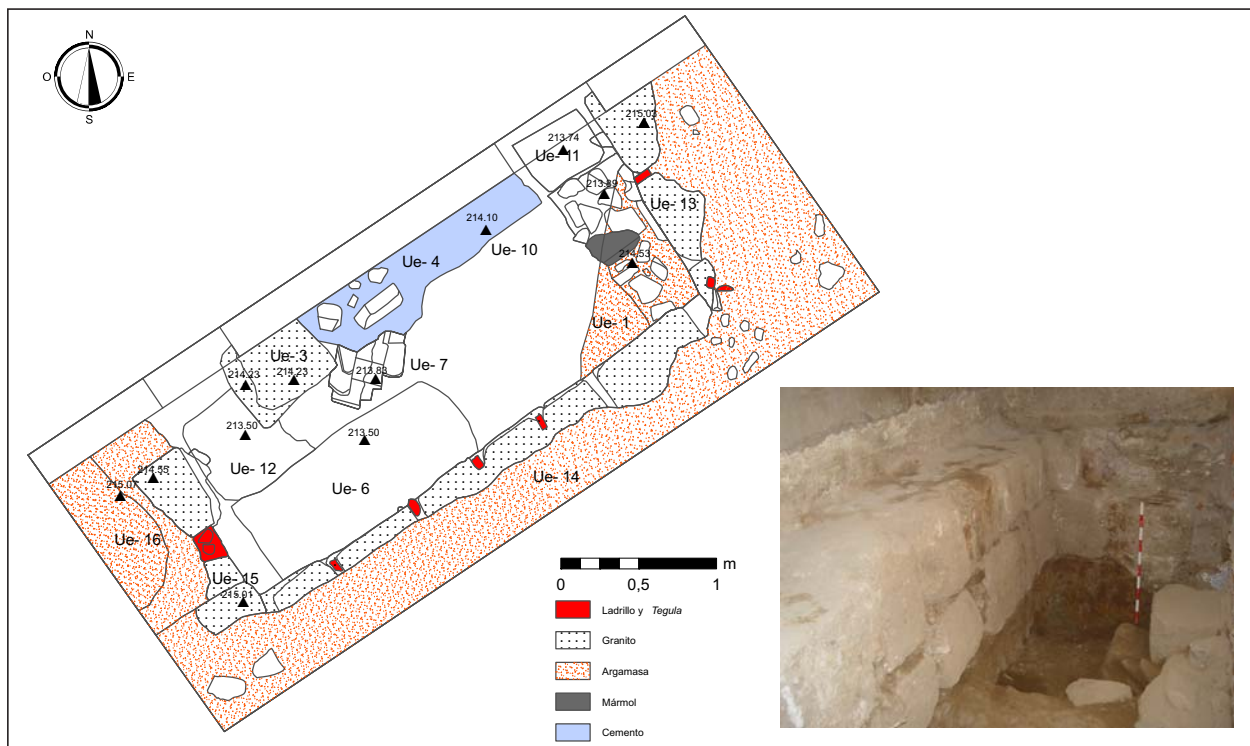 N
O E
S
215.03
213.74
Ue- 11
213.89
Ue- 13
214.10
Ue- 10
Ue- 4
214.53
Ue- 1
Ue- 3
214.23
214.23
Ue- 7
213.83
213.50
213.50
Ue- 12
214.55
215.07
Ue- 6
Ue- 14
Ue- 16
Ue- 15
215.01
m
0 0,5 1
Ladrillo y Tegula
Granito
Argamasa
Mármol
Cemento